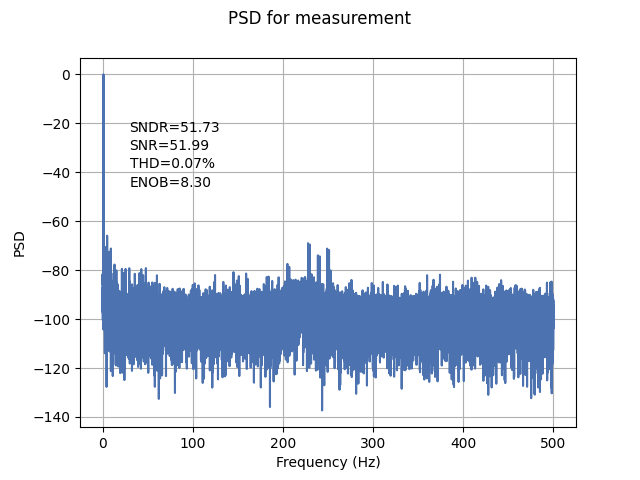 PSD for measurement
0
−20
−40
−60
−80
−100
−120
−140
PSD
SNDR=51.73
SNR=51.99
THD=0.07%
ENOB=8.30
0 100 200 300 400 500
Frequency (Hz)